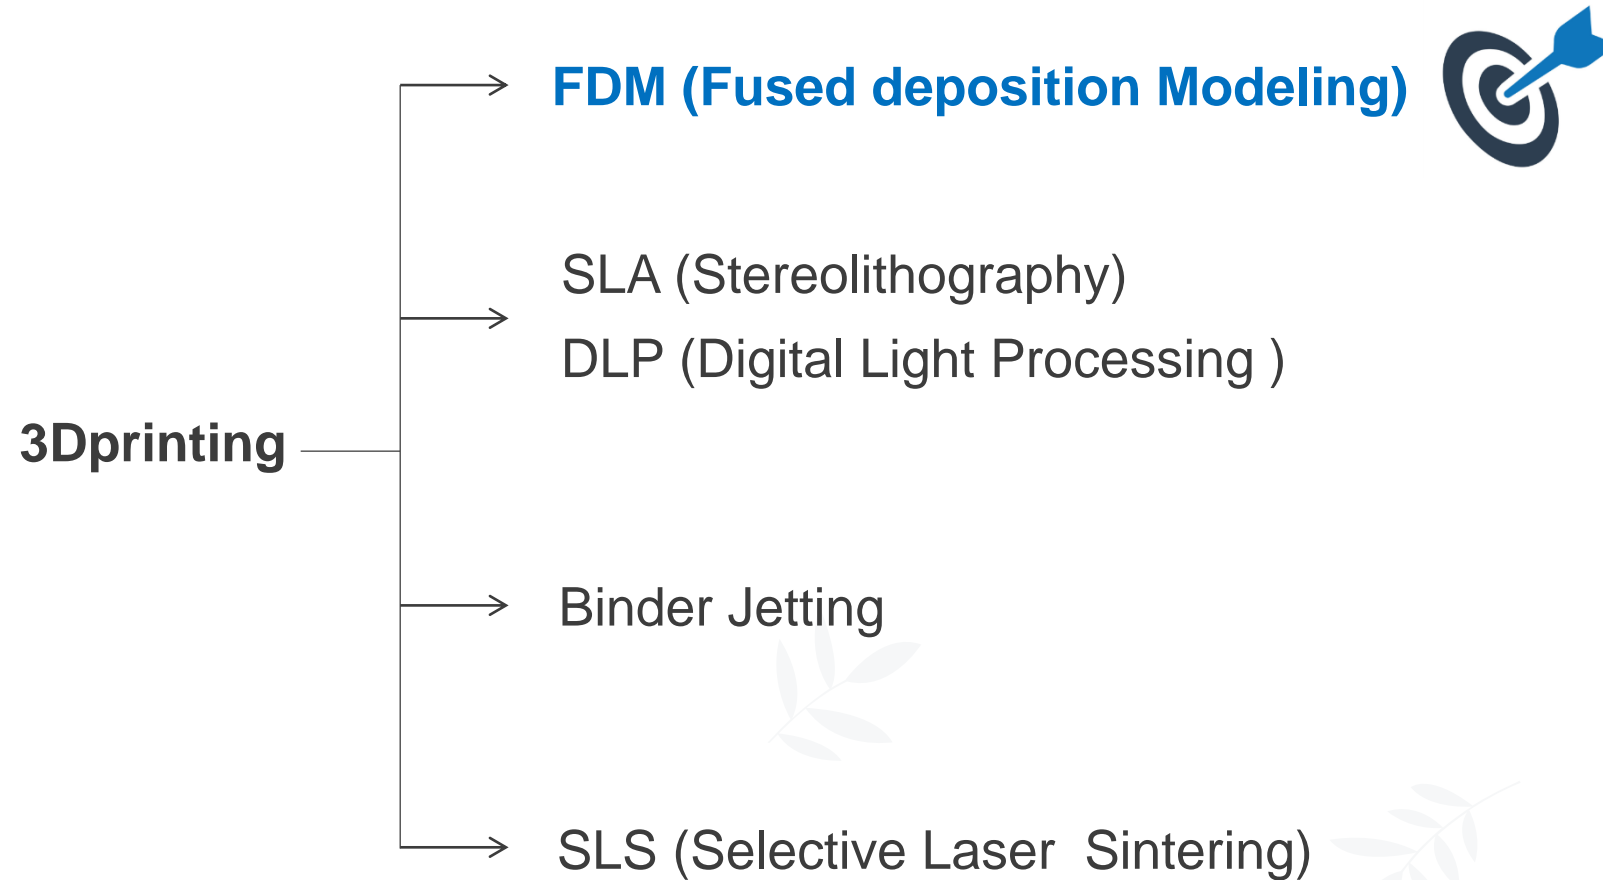 FDM (Fused deposition Modeling)
SLA (Stereolithography)
DLP (Digital Light Processing )
3Dprinting
Binder Jetting
SLS (Selective Laser  Sintering)